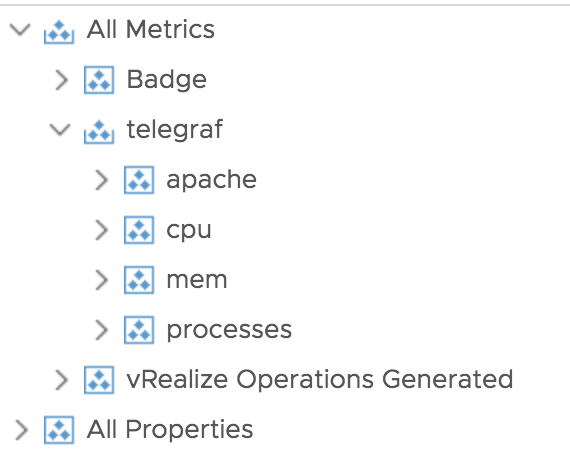 All Metrics
Badge
telegraf
apache
cpu
mem
processes
vRealize Operations Generated
All Properties